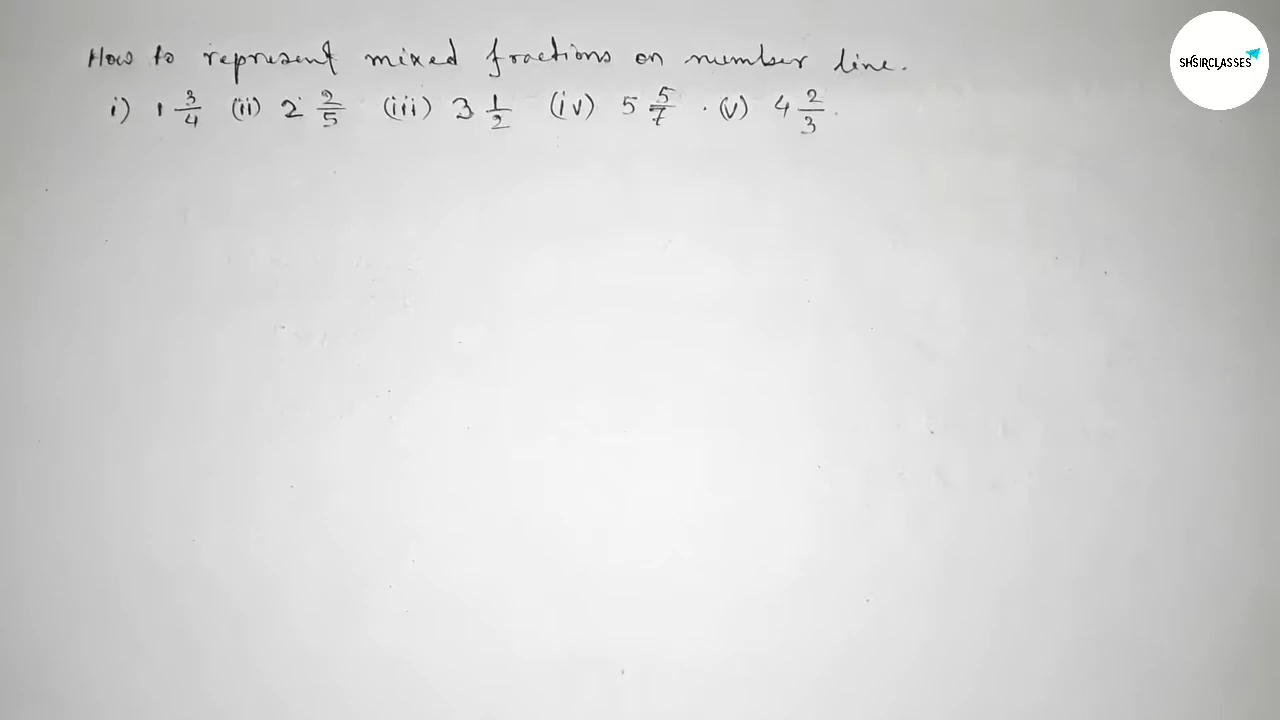 How to represent mixed fractions on number line.
i) 1 3/4 (ii) 2 2/5 (iii) 3 1/2 (iv) 5 5/7 . (v) 4 2/3 .
SHSIRCLASSES